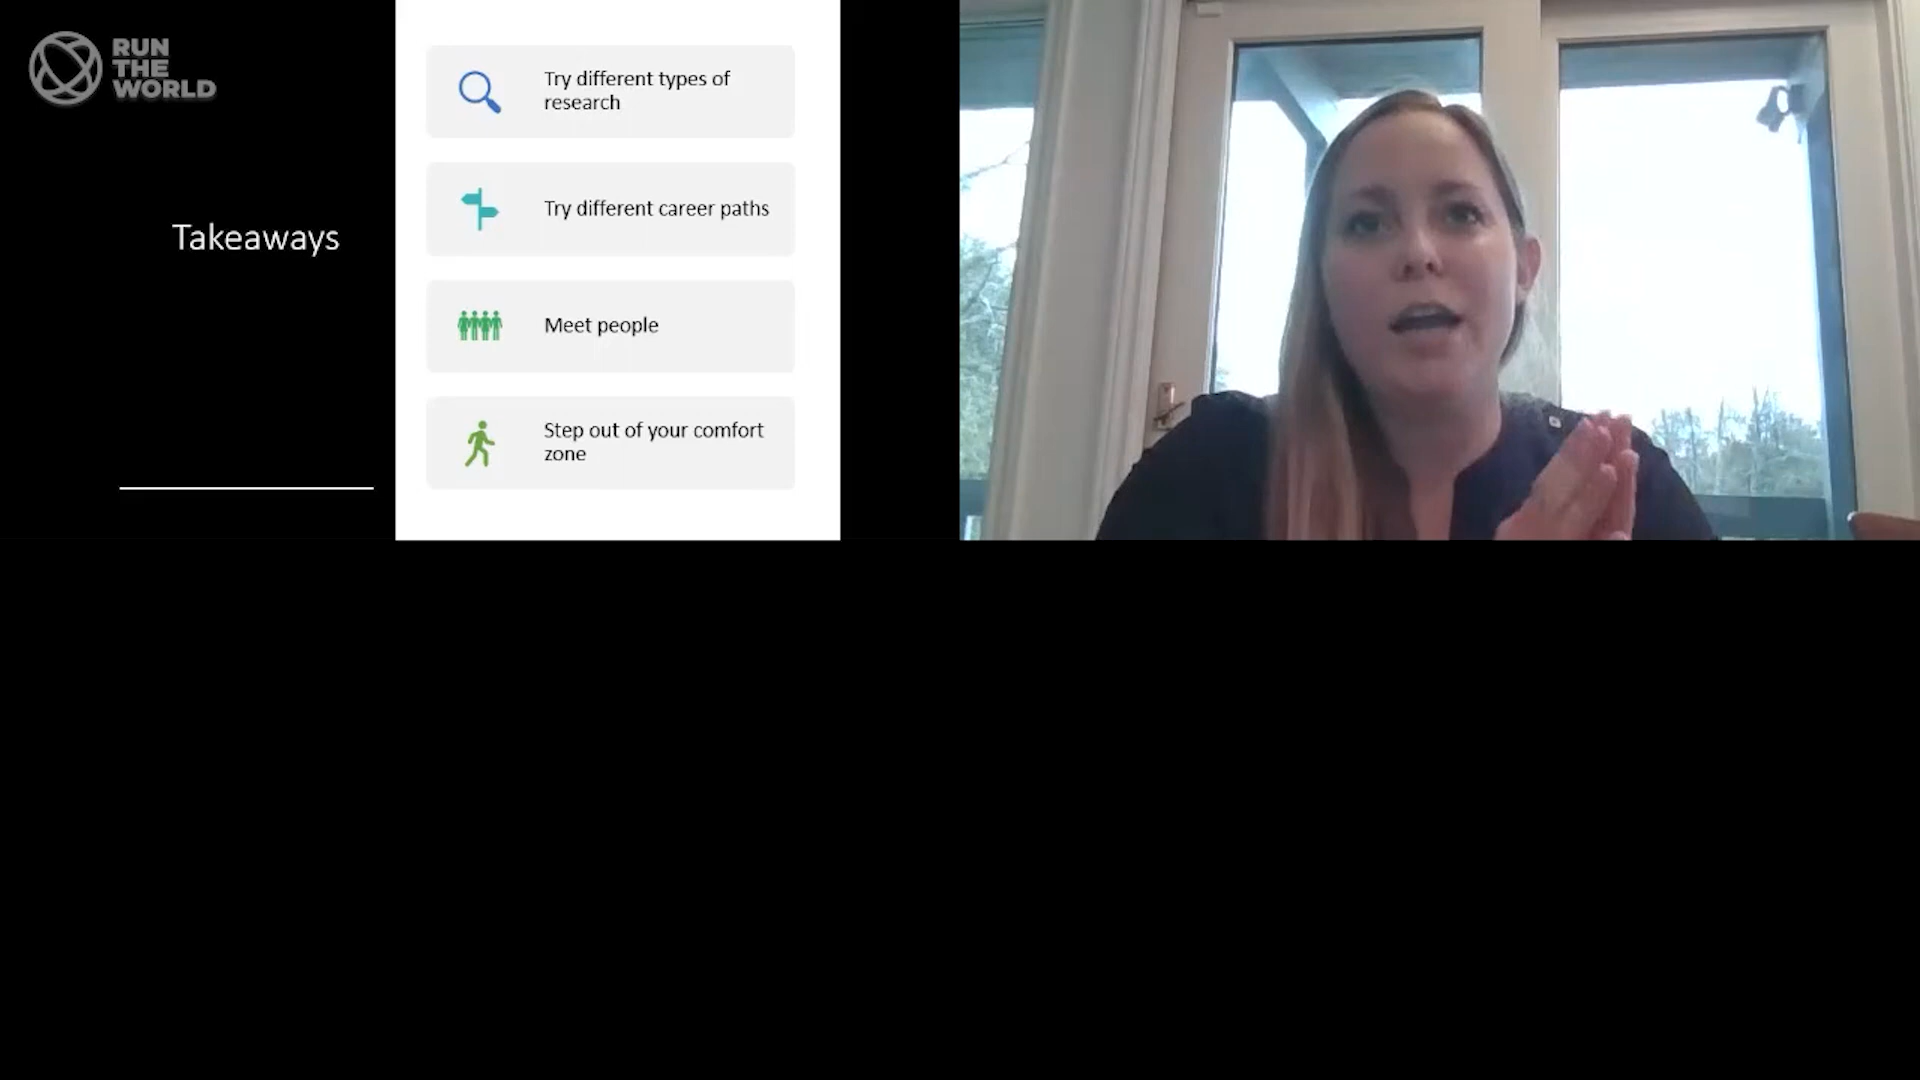 RUN
THE
WORLD
Takeaways
Try different types of
research
Try different career paths
Meet people
Step out of your comfort
zone